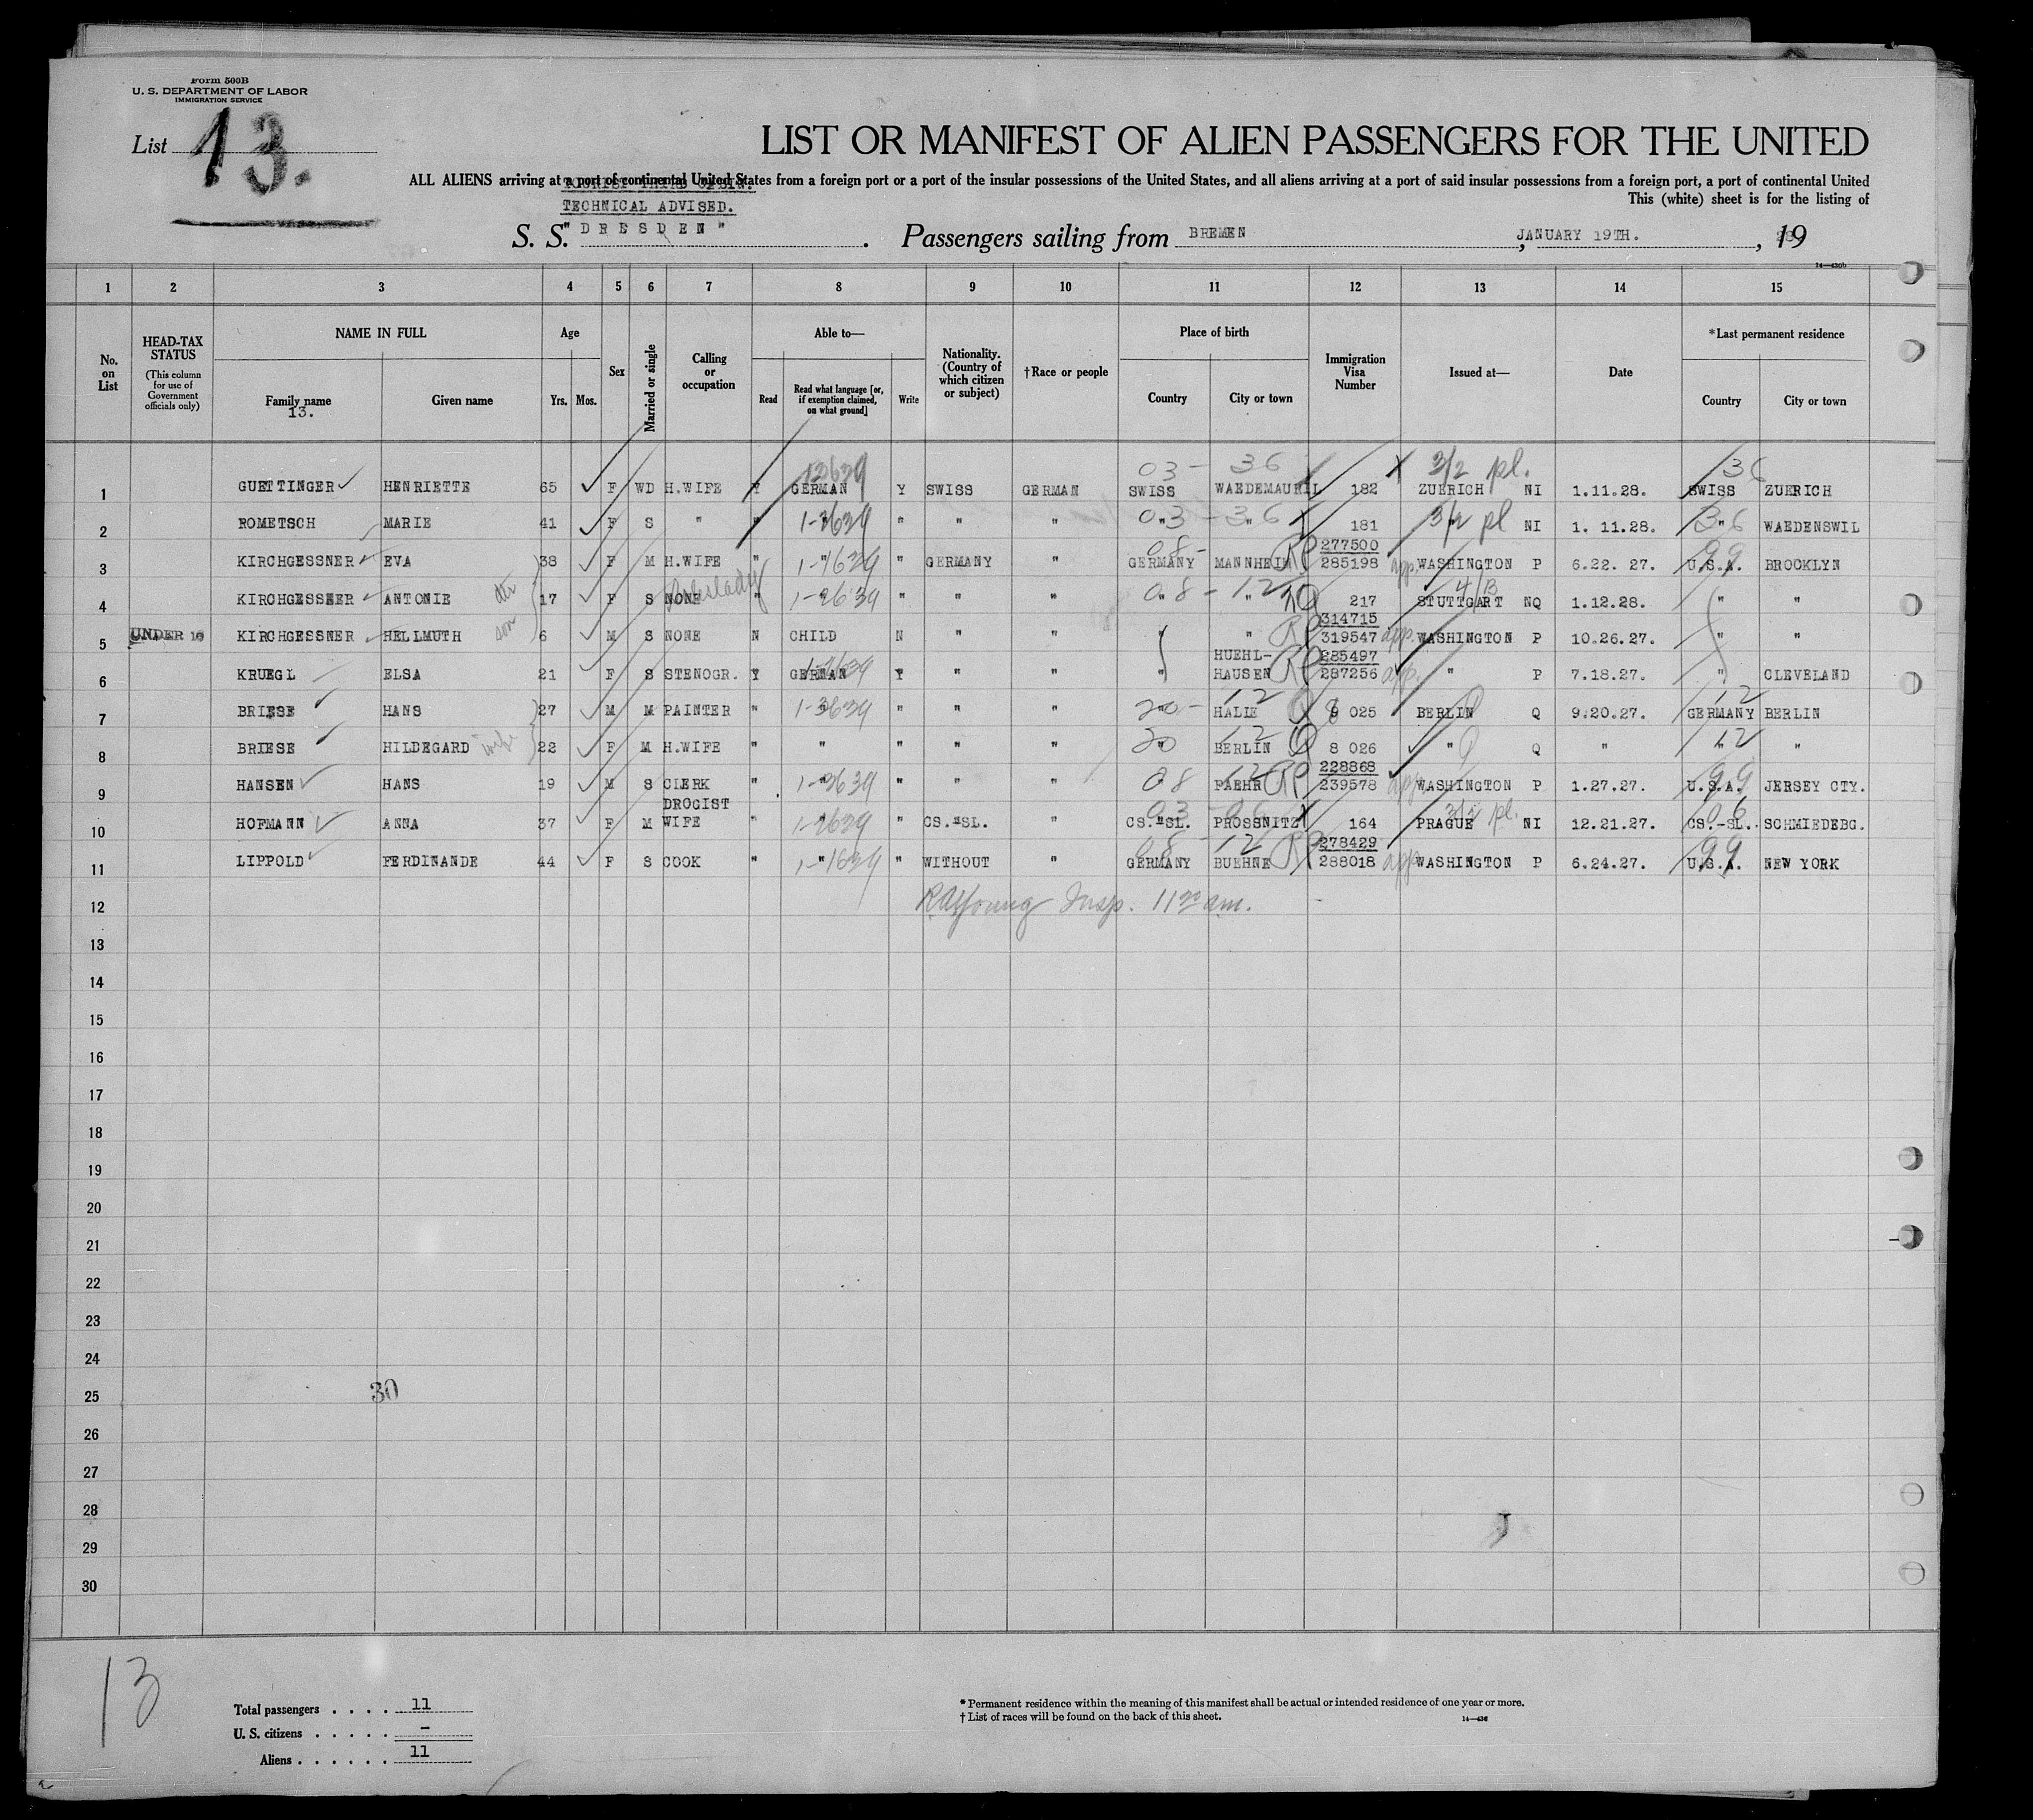 Form 500B
U. S. DEPARTMENT OF LABOR
IMMIGRATION SERVICE
List 13.
LIST OR MANIFEST OF ALIEN PASSENGERS FOR THE UNITED
ALL ALIENS arriving at a port of continental United States from a foreign port or a port of the insular possessions of the United States, and all aliens arriving at a port of said insular possessions from a foreign port, a port of continental United
TECHNICAL ADVISED.
This (white) sheet is for the listing of
S. S. "DRESDEN". Passengers sailing from BREMEN, JANUARY 19TH., 19
14—430b
1 2 3 4 5 6 7 8 9 10 11 12 13 14 15
No. on List
HEAD-TAX STATUS
(This column for use of Government officials only)
NAME IN FULL
Family name
13.
Given name
Age
Yrs. Mos.
Sex
Married or single
Calling or occupation
Able to—
Read
Read what language [or, if exemption claimed, on what ground]
Write
Nationality. (Country of which citizen or subject)
†Race or people
Place of birth
Country
City or town
Immigration Visa Number
Issued at—
Date
*Last permanent residence
Country
City or town
1 GUETTINGER HENRIETTE 65 F WD H.WIFE Y GERMAN Y SWISS GERMAN SWISS 182 ZUERICH NI 1.11.28. SWISS ZUERICH
2 ROMETSCH MARIE 41 F S " " " " " " " " 181 " NI 1. 11.28. " WAEDENSWIL
3 KIRCHGESSNER EVA 38 F M H.WIFE " " " GERMANY " GERMANY MANNHEIM 277500 285198 app. WASHINGTON P 6.22. 27. U.S.A. BROOKLYN
4 KIRCHGESSNER ANTONIE 17 F S NONE Saleslady " " " " " " 217 STUTTGART NQ 1.12.28. " "
UNDER 16
5 KIRCHGESSNER HELLMUTH son 6 M S NONE N CHILD N " " " " 314715 319547 app. WASHINGTON P 10.26.27. " "
6 KRUEGL ELSA 21 F S STENOGR. Y GERMAN Y " " " HUEHL-HAUSEN 285497 287256 app. " P 7.18.27. " CLEVELAND
7 BRIESE HANS 27 M M PAINTER " " " " " HALLE 8 025 BERLIN Q 9.20.27. GERMANY BERLIN
8 BRIESE HILDEGARD wife 22 F M H.WIFE " " " " " " BERLIN 8 026 " Q " " "
9 HANSEN HANS 19 M S CLERK " " " " " FAEHR 228868 239578 app. WASHINGTON P 1.27.27. U.S.A. JERSEY CTY.
10 HOFMANN ANNA 37 F M DROGIST WIFE " " CS.-SL. " CS.-SL. PROSSNITZ 164 PRAGUE NI 12.21.27. CS.-SL. SCHMIEDEBG.
11 LIPPOLD FERDINANDE 44 F S COOK " " " WITHOUT " GERMANY BUEHNE 278429 288018 app WASHINGTON P 6.24.27. U.S.A. NEW YORK
12 Insp. 11 am.
13
14
15
16
17
18
19
20
21
22
23
24
25
30
26
27
28
29
30
13
Total passengers . . . . 11
U. S. citizens . . . . . –
Aliens . . . . . . 11
* Permanent residence within the meaning of this manifest shall be actual or intended residence of one year or more.
† List of races will be found on the back of this sheet.
14—436